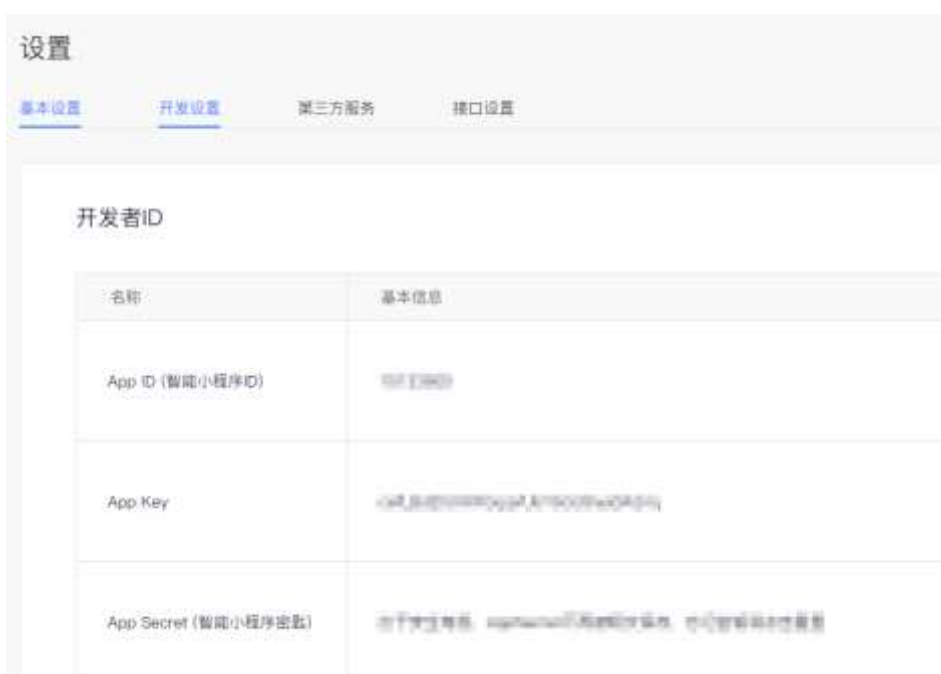 设置
基本设置 开发设置 第三方服务 接口设置
开发者ID
名称 基本信息
App ID (智能小程序ID)
App Key
App Secret (智能小程序密匙)